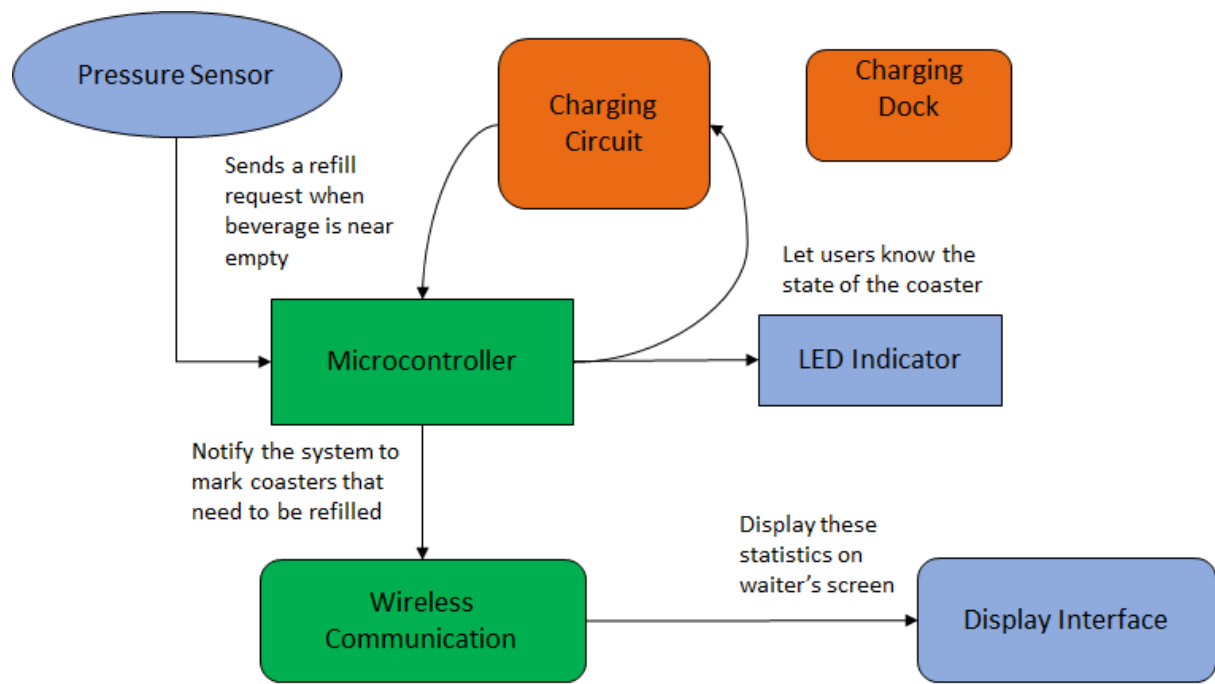 Pressure Sensor
Charging
Circuit
Charging
Dock
Sends a refill
request when
beverage is near
empty
Let users know the
state of the coaster
Microcontroller
LED Indicator
Notify the system to
mark coasters that
need to be refilled
Display these
statistics on
waiter’s screen
Wireless
Communication
Display Interface